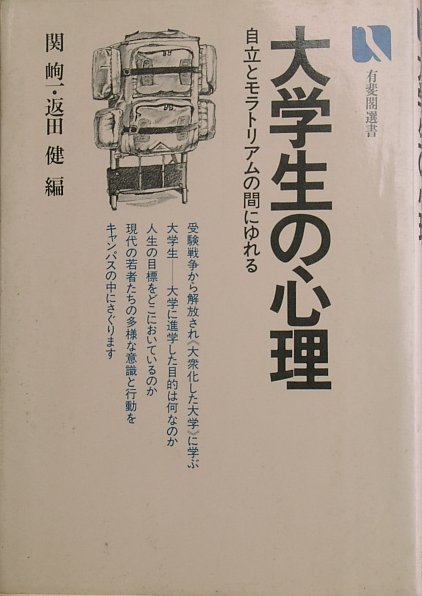 有斐閣選書
大学生の心理
自立とモラトリアムの間にゆれる
関 峋一・返田 健 編
受験戦争から解放され《大衆化した大学》に学ぶ
大学生――大学に進学した目的は何なのか
人生の目標をどこにおいているのか
現代の若者たちの多様な意識と行動を
キャンパスの中にさぐります